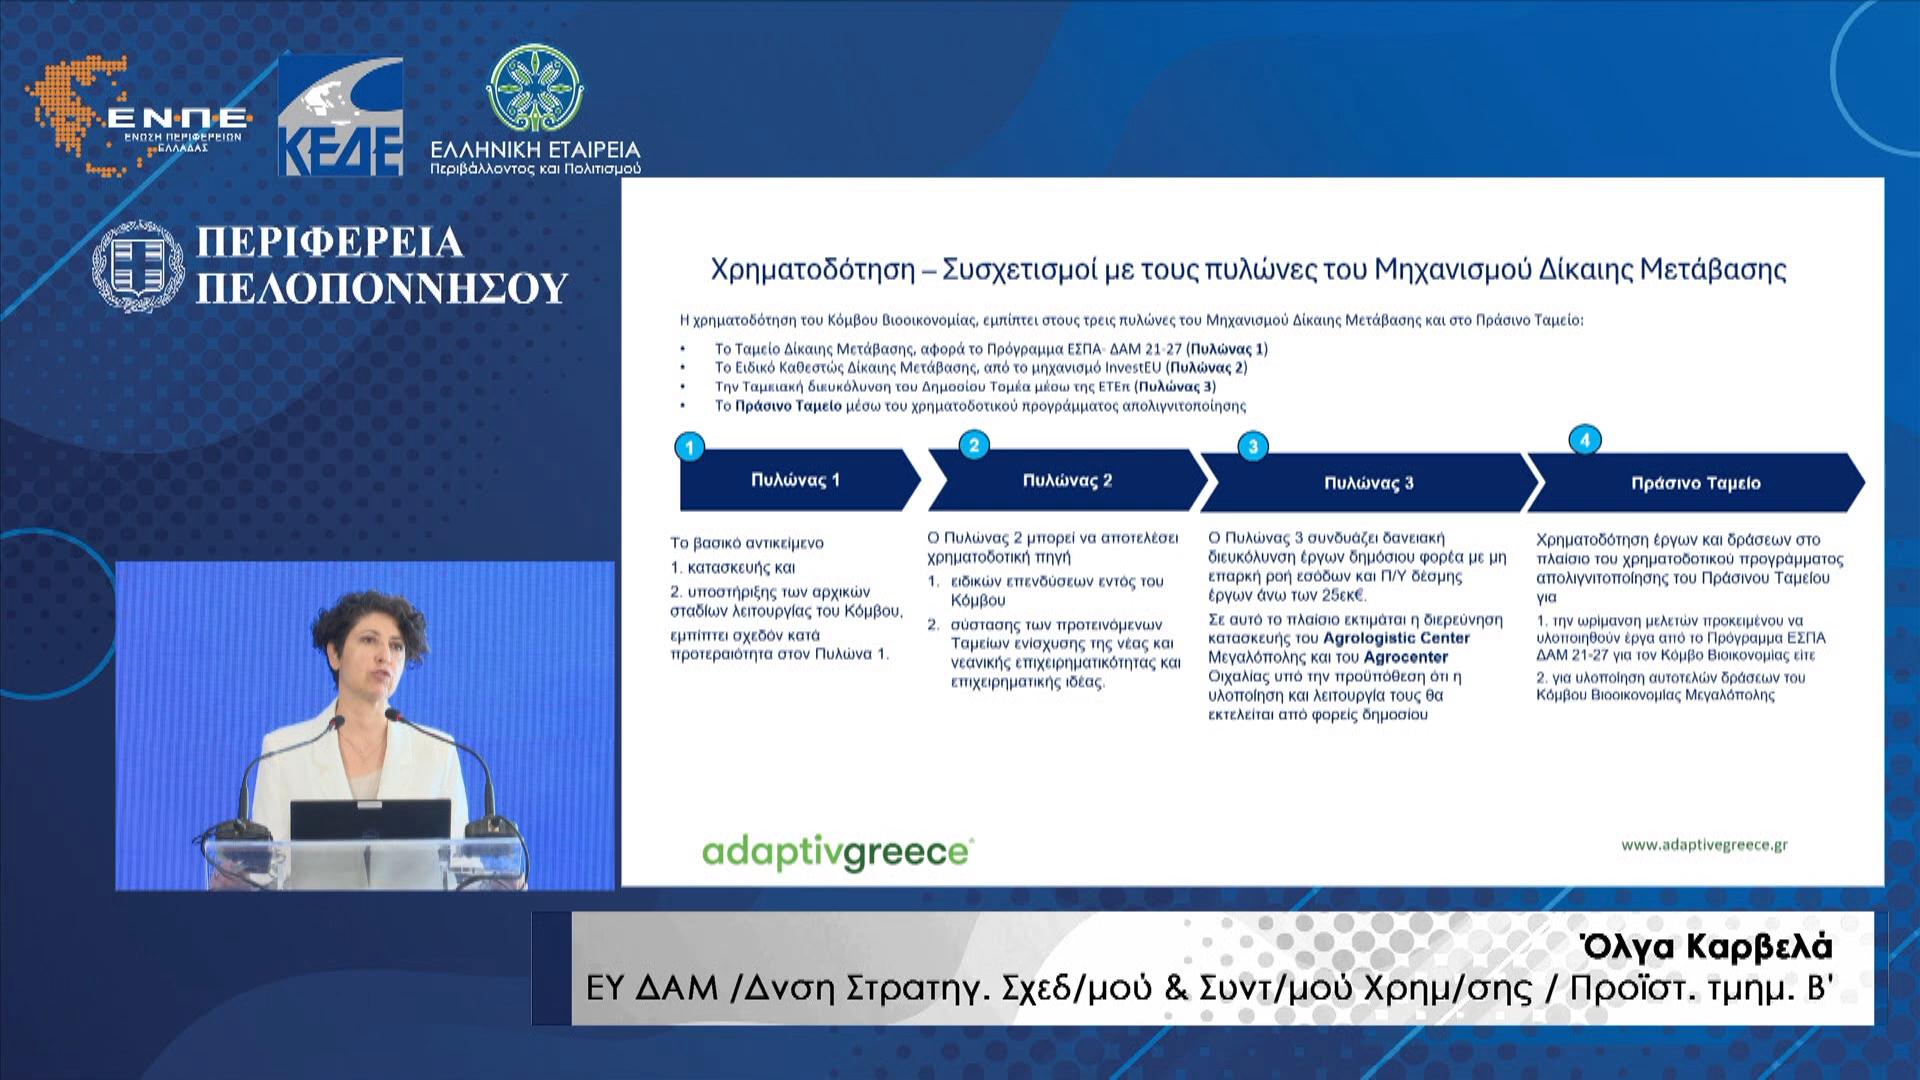 ΕΝ·ΠΕ
ΕΝΩΣΗ ΠΕΡΙΦΕΡΕΙΩΝ
ΕΛΛΑΔΑΣ
ΚΕΔΕ
ΕΛΛΗΝΙΚΗ ΕΤΑΙΡΕΙΑ
Περιβάλλοντος και Πολιτισμού
ΠΕΡΙΦΕΡΕΙΑ
ΠΕΛΟΠΟΝΝΗΣΟΥ
Χρηματοδότηση – Συσχετισμοί με τους πυλώνες του Μηχανισμού Δίκαιης Μετάβασης
Η χρηματοδότηση του Κόμβου Βιοοικονομίας, εμπίπτει στους τρεις πυλώνες του Μηχανισμού Δίκαιης Μετάβασης και στο Πράσινο Ταμείο:
• Το Ταμείο Δίκαιης Μετάβασης, αφορά το Πρόγραμμα ΕΣΠΑ- ΔΑΜ 21-27 (Πυλώνας 1)
• Το Ειδικό Καθεστώς Δίκαιης Μετάβασης, από το μηχανισμό InvestEU (Πυλώνας 2)
• Την Ταμειακή διευκόλυνση του Δημοσίου Τομέα μέσω της ΕΤΕπ (Πυλώνας 3)
• Το Πράσινο Ταμείο μέσω του χρηματοδοτικού προγράμματος απολιγνιτοποίησης
1
Πυλώνας 1
Το βασικό αντικείμενο
1. κατασκευής και
2. υποστήριξης των αρχικών
σταδίων λειτουργίας του Κόμβου,
εμπίπτει σχεδόν κατά
προτεραιότητα στον Πυλώνα 1.
2
Πυλώνας 2
Ο Πυλώνας 2 μπορεί να αποτελέσει
χρηματοδοτική πηγή
1. ειδικών επενδύσεων εντός του
Κόμβου
2. σύστασης των προτεινόμενων
Ταμείων ενίσχυσης της νέας και
νεανικής επιχειρηματικότητας και
επιχειρηματικής ιδέας.
3
Πυλώνας 3
Ο Πυλώνας 3 συνδυάζει δανειακή
διευκόλυνση έργων δημόσιου φορέα με μη
επαρκή ροή εσόδων και Π/Υ δέσμης
έργων άνω των 25εκ€.
Σε αυτό το πλαίσιο εκτιμάται η διερεύνηση
κατασκευής του Agrologistic Center
Μεγαλόπολης και του Agrocenter
Οιχαλίας υπό την προϋπόθεση ότι η
υλοποίηση και λειτουργία τους θα
εκτελείται από φορείς δημοσίου
4
Πράσινο Ταμείο
Χρηματοδότηση έργων και δράσεων στο
πλαίσιο του χρηματοδοτικού προγράμματος
απολιγνιτοποίησης του Πράσινου Ταμείου
για
1. την ωρίμανση μελετών προκειμένου να
υλοποιηθούν έργα από το Πρόγραμμα ΕΣΠΑ
ΔΑΜ 21-27 για τον Κόμβο Βιοικονομίας είτε
2. για υλοποίηση αυτοτελών δράσεων του
Κόμβου Βιοοικονομίας Μεγαλόπολης
adaptivgreece
www.adaptivegreece.gr
Όλγα Καρβελά
ΕΥ ΔΑΜ /Δνση Στρατηγ. Σχεδ/μού & Συντ/μού Χρημ/σης / Προϊστ. τμημ. Β'